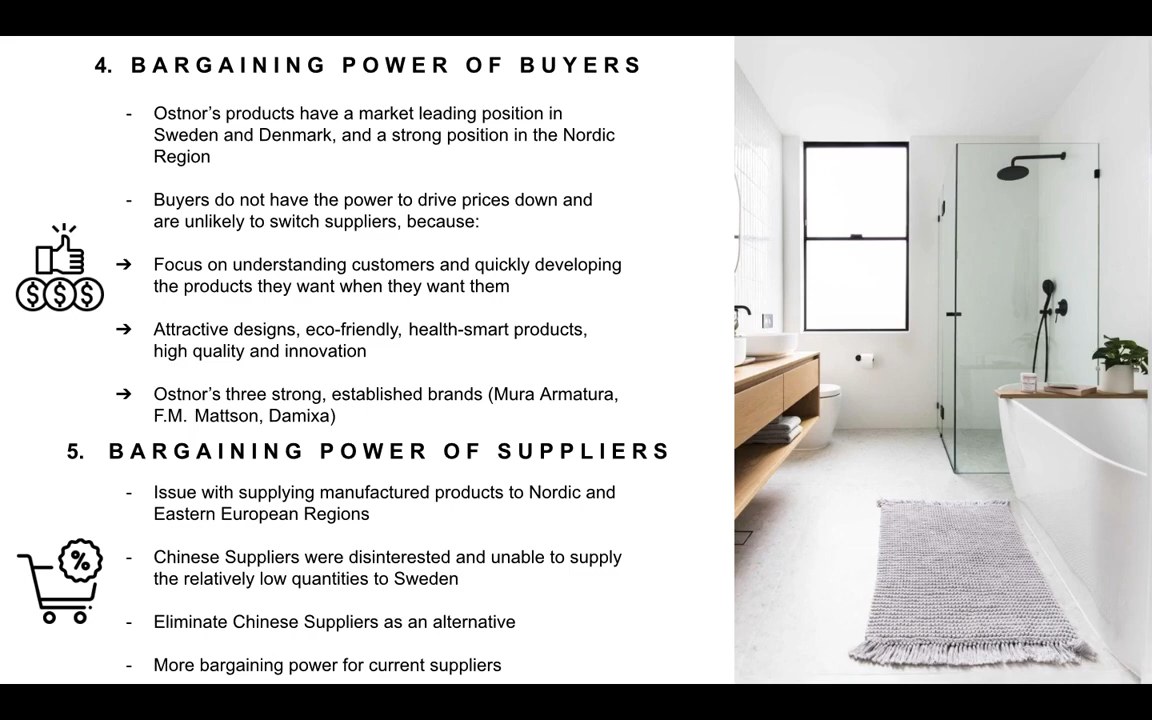 4. BARGAINING POWER OF BUYERS
- Ostnor's products have a market leading position in
Sweden and Denmark, and a strong position in the Nordic
Region
- Buyers do not have the power to drive prices down and
are unlikely to switch suppliers, because:
➔ Focus on understanding customers and quickly developing
the products they want when they want them
➔ Attractive designs, eco-friendly, health-smart products,
high quality and innovation
➔ Ostnor's three strong, established brands (Mura Armatura,
F.M. Mattson, Damixa)
5. BARGAINING POWER OF SUPPLIERS
- Issue with supplying manufactured products to Nordic and
Eastern European Regions
- Chinese Suppliers were disinterested and unable to supply
the relatively low quantities to Sweden
- Eliminate Chinese Suppliers as an alternative
- More bargaining power for current suppliers